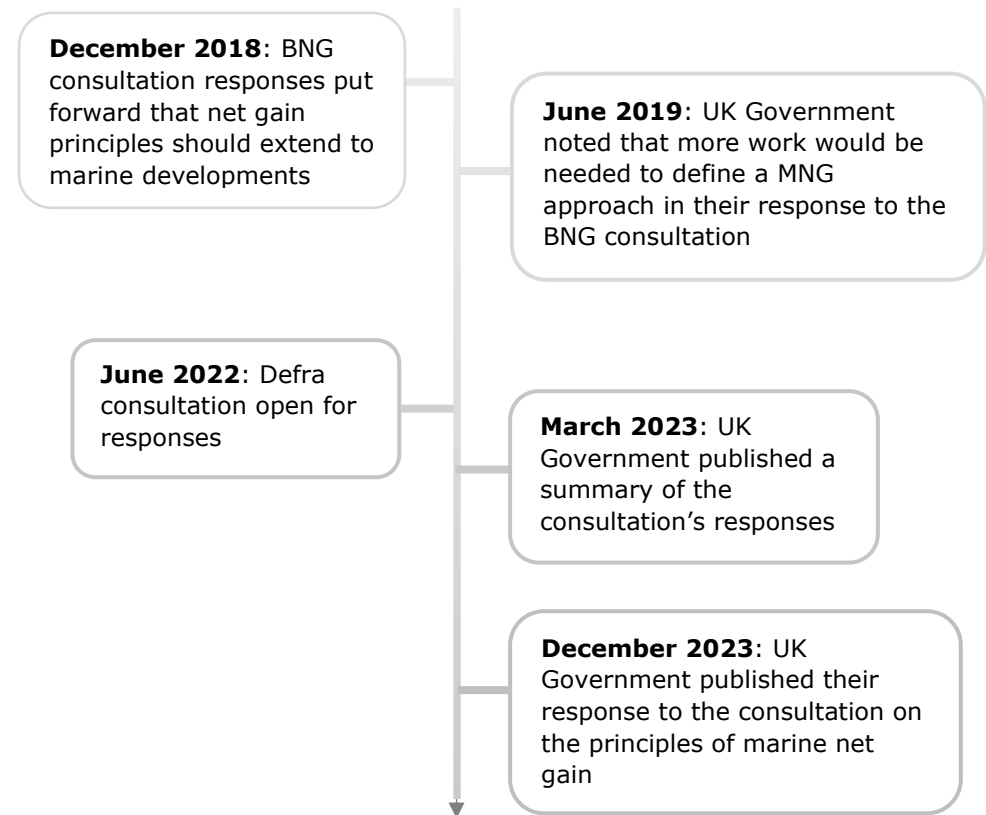 December 2018: BNG
consultation responses put
forward that net gain
principles should extend to
marine developments
June 2019: UK Government
noted that more work would be
needed to define a MNG
approach in their response to the
BNG consultation
June 2022: Defra
consultation open for
responses
March 2023: UK
Government published a
summary of the
consultation’s responses
December 2023: UK
Government published their
response to the consultation on
the principles of marine net
gain